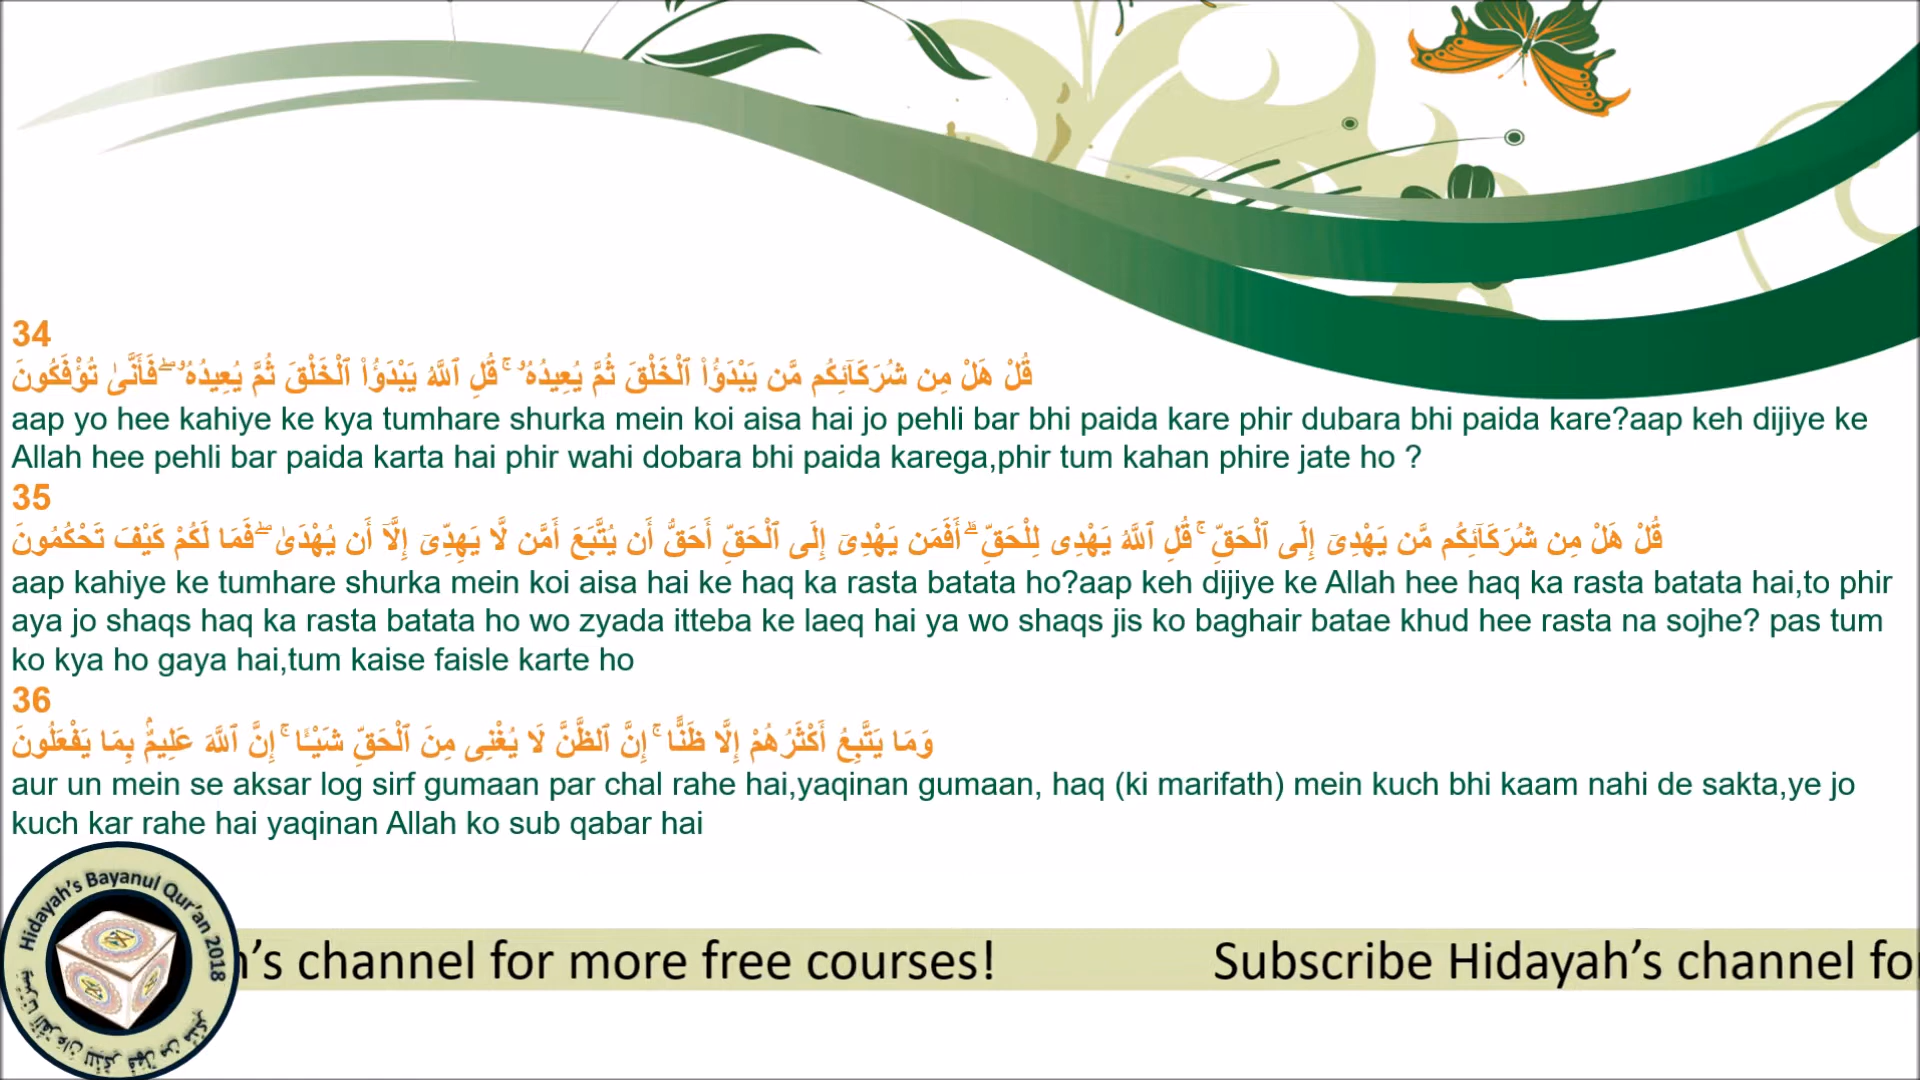 34
قُلْ هَلْ مِن شُرَكَآئِكُم مَّن يَبْدَؤُا۟ ٱلْخَلْقَ ثُمَّ يُعِيدُهُۥ ۚ قُلِ ٱللَّهُ يَبْدَؤُا۟ ٱلْخَلْقَ ثُمَّ يُعِيدُهُۥ ۖ فَأَنَّىٰ تُؤْفَكُونَ
aap yo hee kahiye ke kya tumhare shurka mein koi aisa hai jo pehli bar bhi paida kare phir dubara bhi paida kare?aap keh dijiye ke
Allah hee pehli bar paida karta hai phir wahi dobara bhi paida karega,phir tum kahan phire jate ho ?
35
قُلْ هَلْ مِن شُرَكَآئِكُم مَّن يَهْدِىٓ إِلَى ٱلْحَقِّ ۚ قُلِ ٱللَّهُ يَهْدِى لِلْحَقِّ ۗ أَفَمَن يَهْدِىٓ إِلَى ٱلْحَقِّ أَحَقُّ أَن يُتَّبَعَ أَمَّن لَّا يَهِدِّىٓ إِلَّآ أَن يُهْدَىٰ ۖ فَمَا لَكُمْ كَيْفَ تَحْكُمُونَ
aap kahiye ke tumhare shurka mein koi aisa hai ke haq ka rasta batata ho?aap keh dijiye ke Allah hee haq ka rasta batata hai,to phir
aya jo shaqs haq ka rasta batata ho wo zyada itteba ke laeq hai ya wo shaqs jis ko baghair batae khud hee rasta na sojhe? pas tum
ko kya ho gaya hai,tum kaise faisle karte ho
36
وَمَا يَتَّبِعُ أَكْثَرُهُمْ إِلَّا ظَنًّا ۚ إِنَّ ٱلظَّنَّ لَا يُغْنِى مِنَ ٱلْحَقِّ شَيْـًٔا ۚ إِنَّ ٱللَّهَ عَلِيمٌۢ بِمَا يَفْعَلُونَ
aur un mein se aksar log sirf gumaan par chal rahe hai,yaqinan gumaan, haq (ki marifath) mein kuch bhi kaam nahi de sakta,ye jo
kuch kar rahe hai yaqinan Allah ko sub qabar hai
Hidayah's Bayanul Qur'an 2018
h's channel for more free courses! Subscribe Hidayah's channel fo